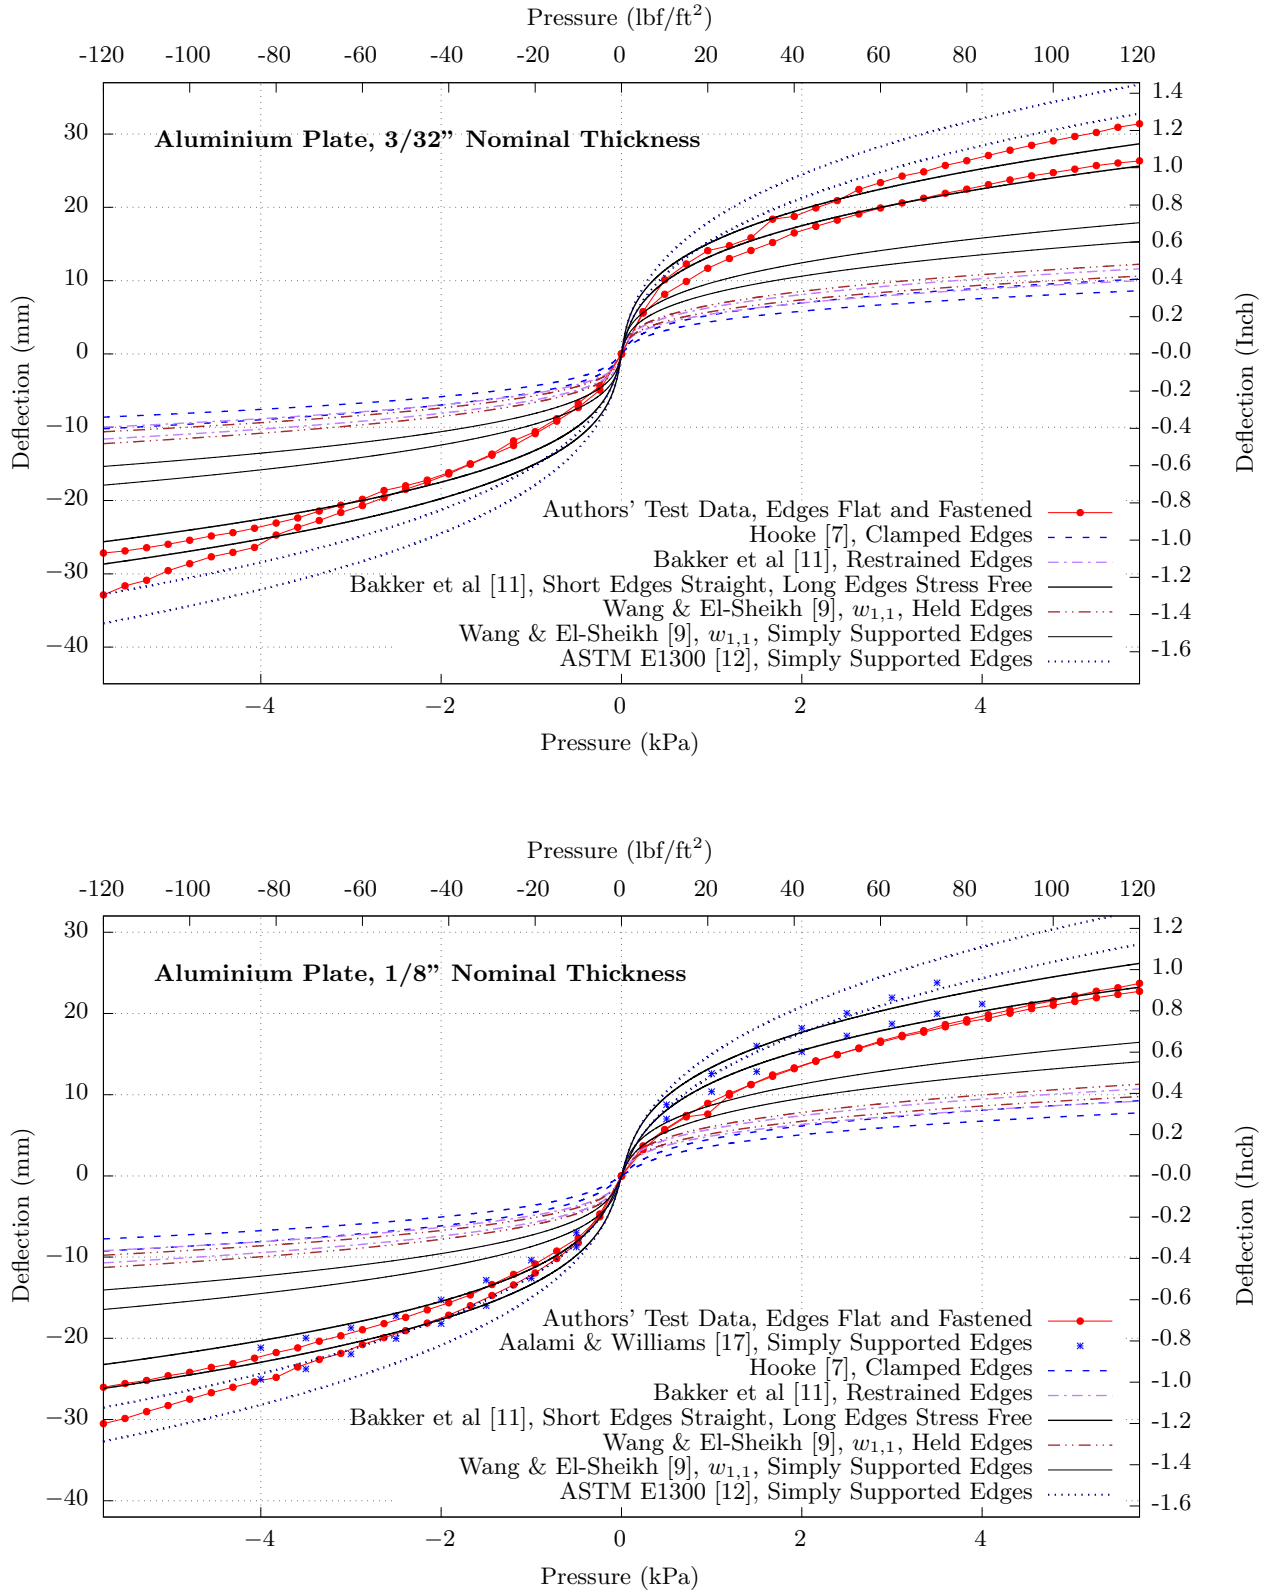 Pressure (lbf/ft2)
-120 -100 -80 -60 -40 -20 0 20 40 60 80 100 120
Aluminium Plate, 3/32” Nominal Thickness
30
20
10
0
−10
−20
−30
−40
Deflection (mm)
1.4
1.2
1.0
0.8
0.6
0.4
0.2
-0.0
-0.2
-0.4
-0.6
-0.8
-1.0
-1.2
-1.4
-1.6
Deflection (Inch)
Authors’ Test Data, Edges Flat and Fastened
Hooke [7], Clamped Edges
Bakker et al [11], Restrained Edges
Bakker et al [11], Short Edges Straight, Long Edges Stress Free
Wang & El-Sheikh [9], w1,1, Held Edges
Wang & El-Sheikh [9], w1,1, Simply Supported Edges
ASTM E1300 [12], Simply Supported Edges
−4 −2 0 2 4
Pressure (kPa)
Pressure (lbf/ft2)
-120 -100 -80 -60 -40 -20 0 20 40 60 80 100 120
Aluminium Plate, 1/8” Nominal Thickness
30
20
10
0
−10
−20
−30
−40
Deflection (mm)
1.2
1.0
0.8
0.6
0.4
0.2
-0.0
-0.2
-0.4
-0.6
-0.8
-1.0
-1.2
-1.4
-1.6
Deflection (Inch)
Authors’ Test Data, Edges Flat and Fastened
Aalami & Williams [17], Simply Supported Edges
Hooke [7], Clamped Edges
Bakker et al [11], Restrained Edges
Bakker et al [11], Short Edges Straight, Long Edges Stress Free
Wang & El-Sheikh [9], w1,1, Held Edges
Wang & El-Sheikh [9], w1,1, Simply Supported Edges
ASTM E1300 [12], Simply Supported Edges
−4 −2 0 2 4
Pressure (kPa)